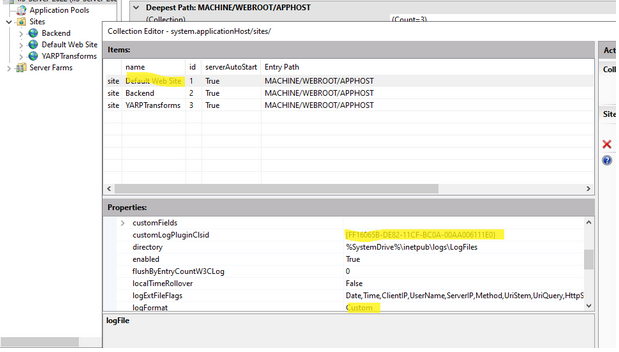 Application Pools
Sites
Backend
Default Web Site
YARPTransforms
Server Farms
Deepest Path: MACHINE/WEBROOT/APPHOST
(Collection) (Count=3)
Collection Editor - system.applicationHost/sites/
Items:
name id serverAutoStart Entry Path
site Default Web Site 1 True MACHINE/WEBROOT/APPHOST
site Backend 2 True MACHINE/WEBROOT/APPHOST
site YARPTransforms 3 True MACHINE/WEBROOT/APPHOST
Properties:
customFields
customLogPluginClsid {FF16065B-DE82-11CF-BC0A-00AA006111E0}
directory %SystemDrive%\inetpub\logs\LogFiles
enabled True
flushByEntryCountW3CLog 0
localTimeRollover False
logExtFileFlags Date,Time,ClientIP,UserName,ServerIP,Method,UriStem,UriQuery,HttpS
logFormat Custom
logFile
Act
Coll
Site